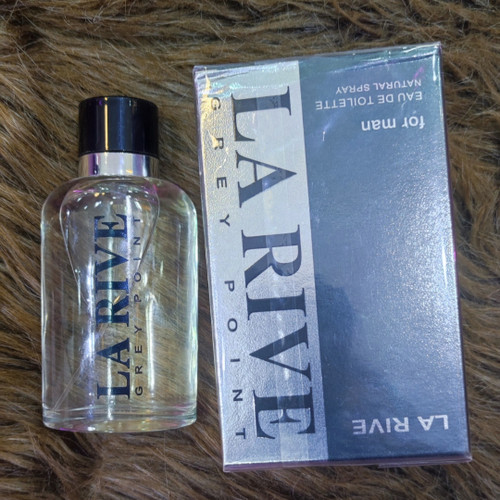 LA RIVE
GREY POINT
LA RIVE
GREY POINT
for man
EAU DE TOILETTE
NATURAL SPRAY
LA RIVE